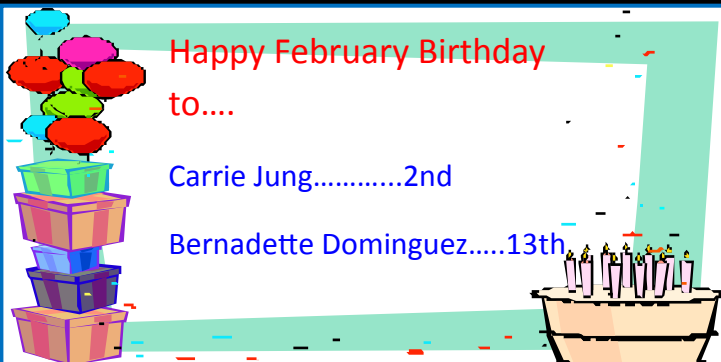 Happy February Birthday
to....
Carrie Jung…………2nd
Bernadette Dominguez.....13th